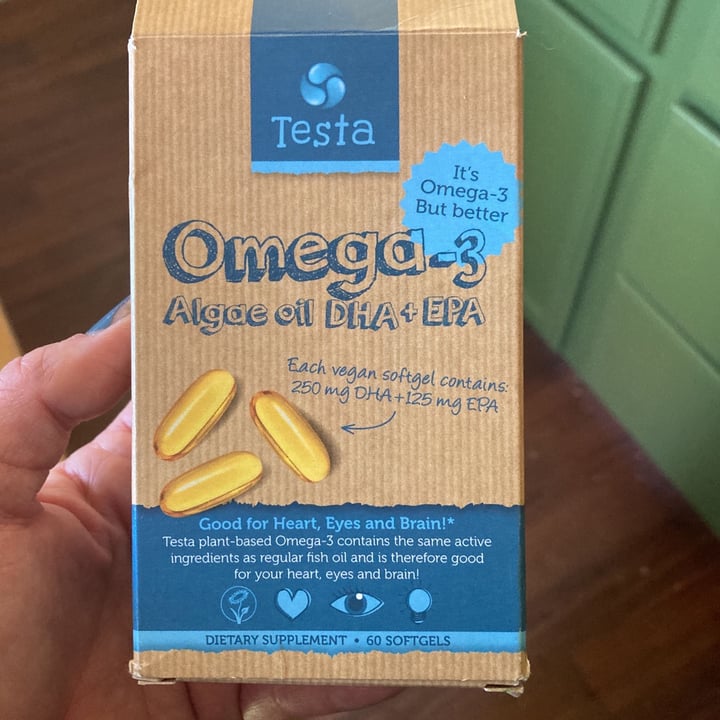 Testa
It's
Omega-3
But better
Omega-3
Algae oil DHA+EPA
Each vegan softgel contains:
250 mg DHA+125 mg EPA
Good for Heart, Eyes and Brain!*
Testa plant-based Omega-3 contains the same active
ingredients as regular fish oil and is therefore good
for your heart, eyes and brain!
DIETARY SUPPLEMENT • 60 SOFTGELS